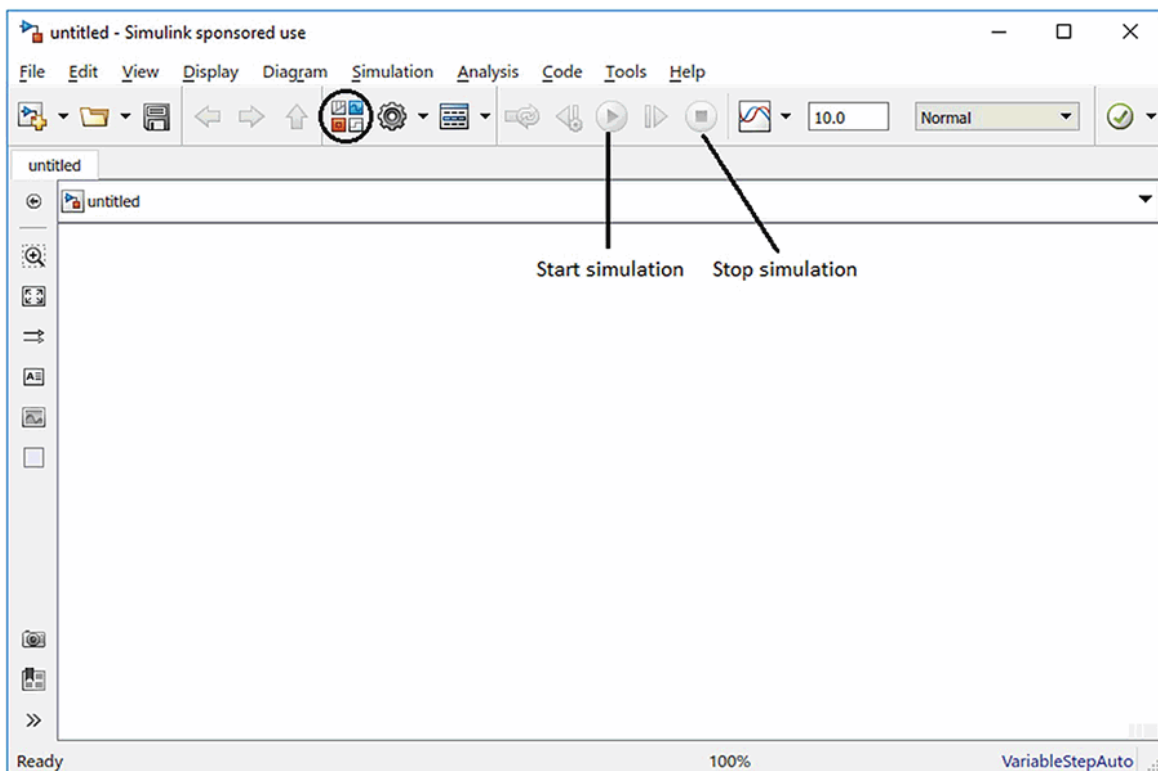 untitled - Simulink sponsored use
File Edit View Display Diagram Simulation Analysis Code Tools Help
10.0 Normal
untitled
untitled
Start simulation Stop simulation
Ready 100% VariableStepAuto